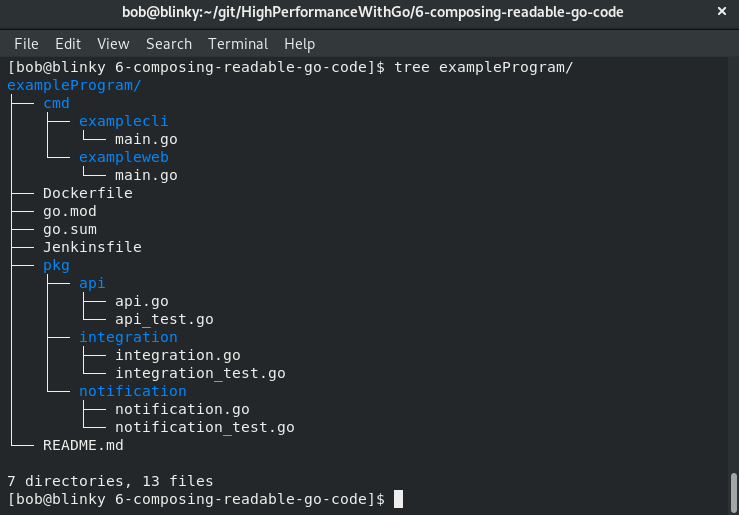 bob@blinky:~/git/HighPerformanceWithGo/6-composing-readable-go-code ×
File Edit View Search Terminal Help
[bob@blinky 6-composing-readable-go-code]$ tree exampleProgram/
exampleProgram/
├── cmd
│   ├── examplecli
│   │   └── main.go
│   └── exampleweb
│       └── main.go
├── Dockerfile
├── go.mod
├── go.sum
├── Jenkinsfile
├── pkg
│   ├── api
│   │   ├── api.go
│   │   └── api_test.go
│   ├── integration
│   │   ├── integration.go
│   │   └── integration_test.go
│   └── notification
│       ├── notification.go
│       └── notification_test.go
└── README.md
7 directories, 13 files
[bob@blinky 6-composing-readable-go-code]$